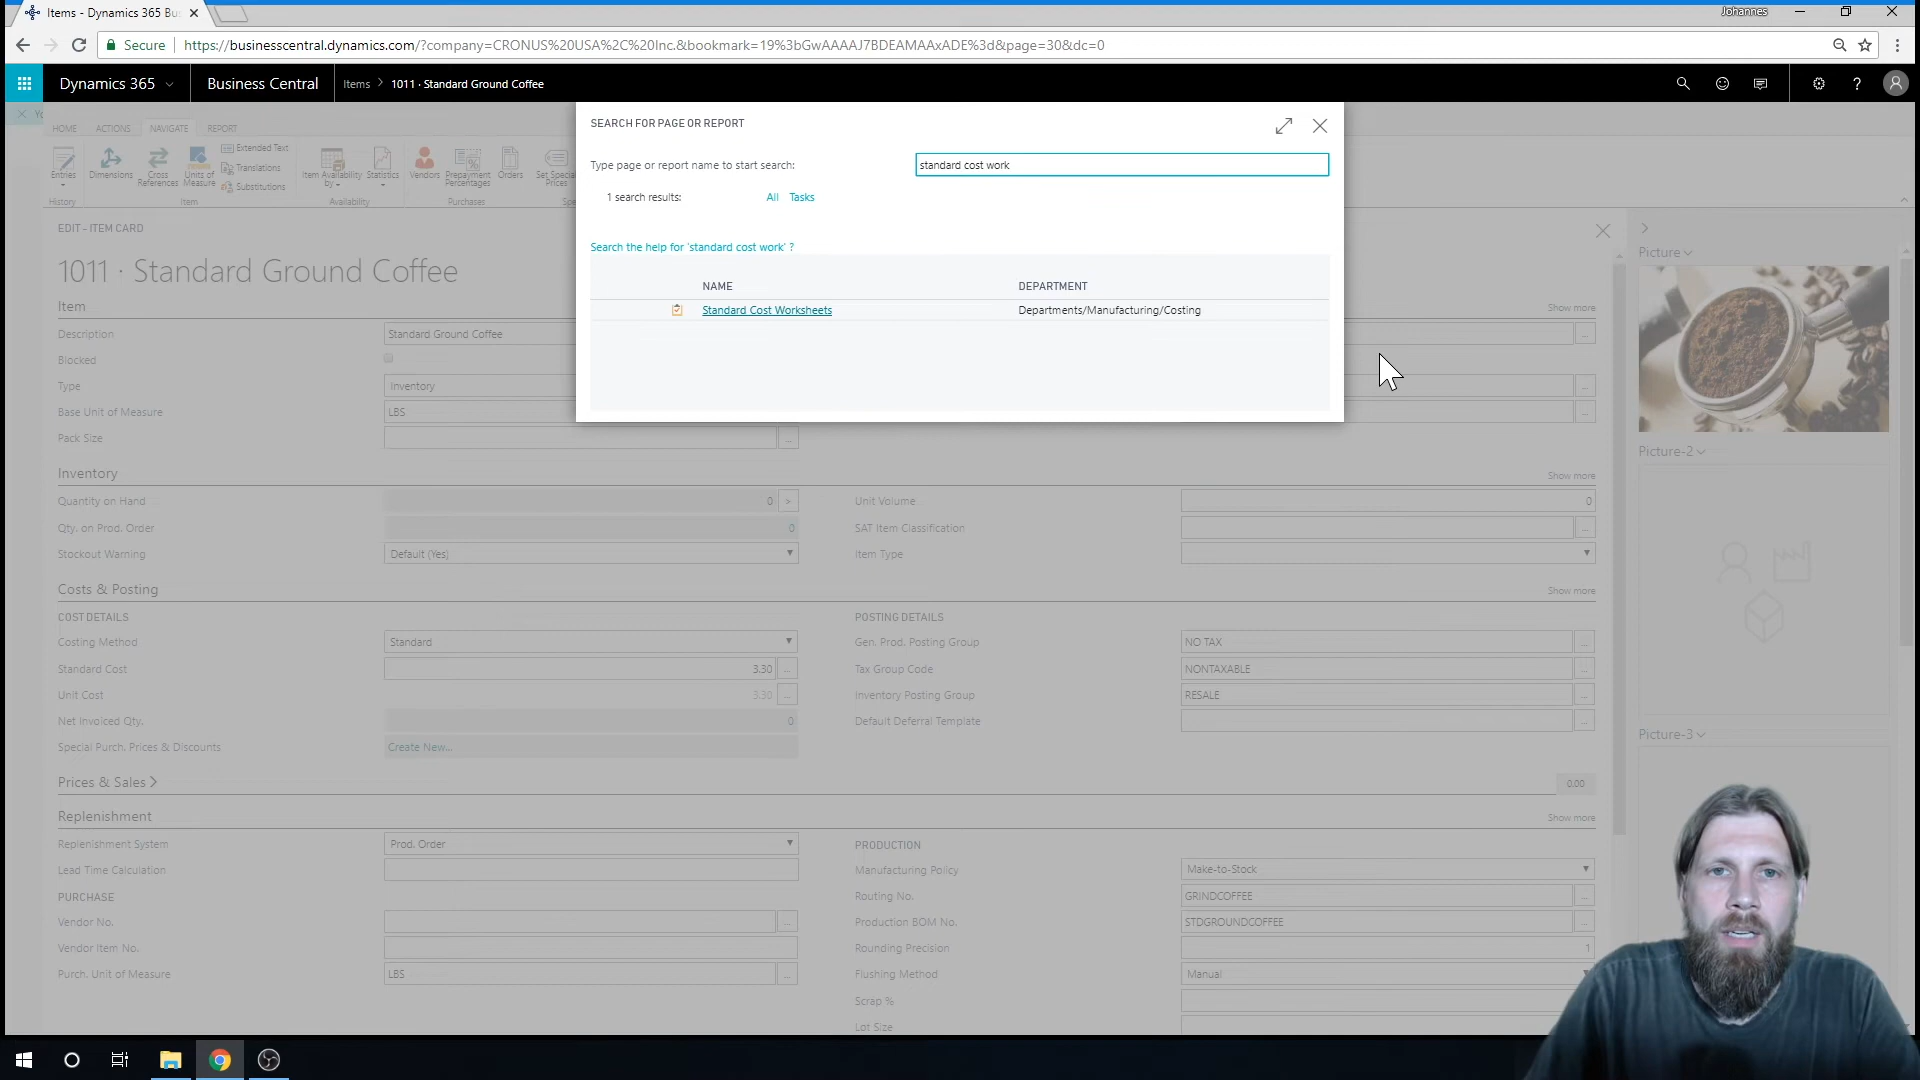 Items - Dynamics 365 Bus
Johannes
Secure https://businesscentral.dynamics.com/?company=CRONUS%20USA%2C%20Inc.&bookmark=19%3bGwAAAAJ7BDEAMAAxADE%3d&page=30&dc=0
Dynamics 365 Business Central Items > 1011 · Standard Ground Coffee
HOME ACTIONS NAVIGATE REPORT
Entries
Dimensions
Cross References
Units of Measure
Extended Text
Translations
Substitutions
Item Availability by
Statistics
Vendors
Prepayment Percentages
Orders
Set Special Prices
History Item Availability Purchases
SEARCH FOR PAGE OR REPORT
Type page or report name to start search: standard cost work
1 search results: All Tasks
Search the help for 'standard cost work' ?
NAME DEPARTMENT
Standard Cost Worksheets Departments/Manufacturing/Costing
EDIT - ITEM CARD
1011 · Standard Ground Coffee
Item Show more
Description Standard Ground Coffee
Blocked
Type Inventory
Base Unit of Measure LBS
Pack Size
Inventory Show more
Quantity on Hand 0 Unit Volume 0
Qty. on Prod. Order 0 SAT Item Classification
Stockout Warning Default (Yes) Item Type
Costs & Posting Show more
COST DETAILS POSTING DETAILS
Costing Method Standard Gen. Prod. Posting Group NO TAX
Standard Cost 3.30 Tax Group Code NONTAXABLE
Unit Cost 3.30 Inventory Posting Group RESALE
Net Invoiced Qty. 0 Default Deferral Template
Special Purch. Prices & Discounts Create New...
Prices & Sales > 0.00
Replenishment Show more
Replenishment System Prod. Order PRODUCTION
Lead Time Calculation Manufacturing Policy Make-to-Stock
PURCHASE Routing No. GRINDCOFFEE
Vendor No. Production BOM No. STDGROUNDCOFFEE
Vendor Item No. Rounding Precision 1
Purch. Unit of Measure LBS Flushing Method Manual
Scrap %
Lot Size
Picture
Picture-2
Picture-3